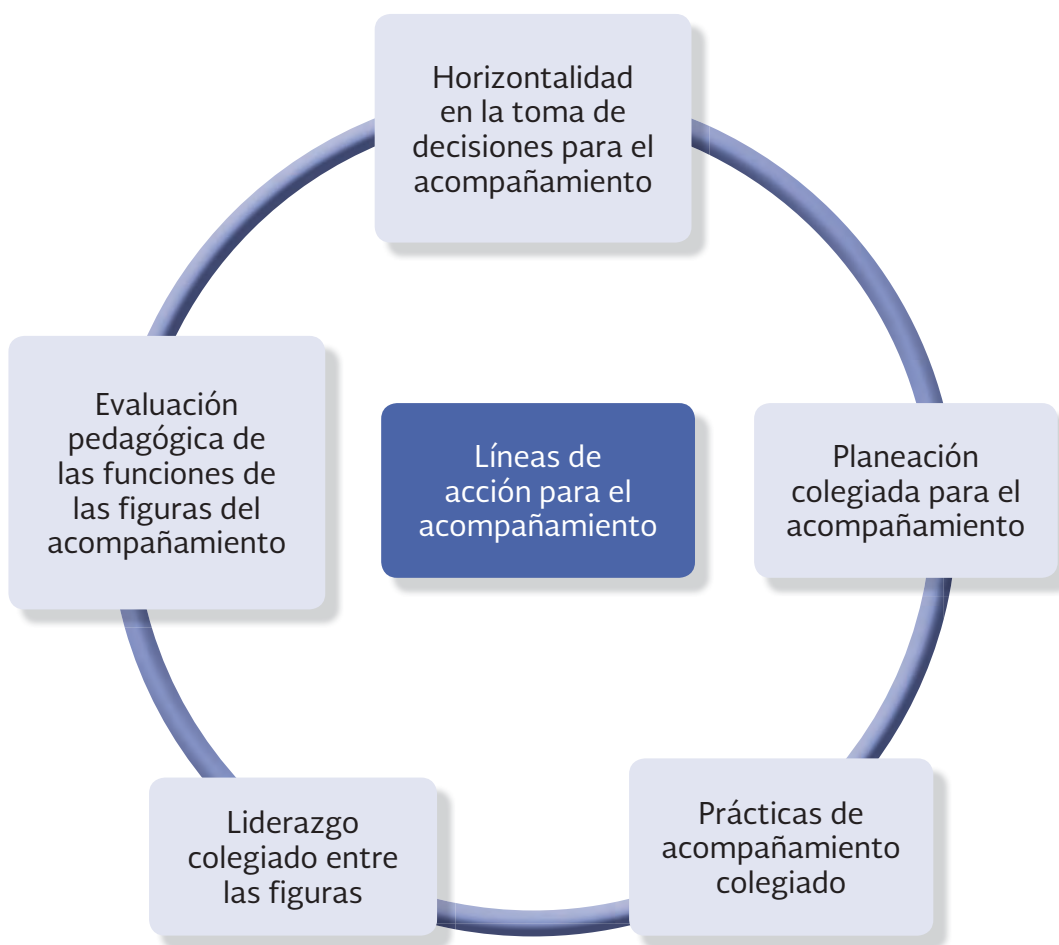 Horizontalidad
en la toma de
decisiones para el
acompañamiento
Evaluación
pedagógica de
las funciones de
las figuras del
acompañamiento
Líneas de
acción para el
acompañamiento
Planeación
colegiada para el
acompañamiento
Liderazgo
colegiado entre
las figuras
Prácticas de
acompañamiento
colegiado